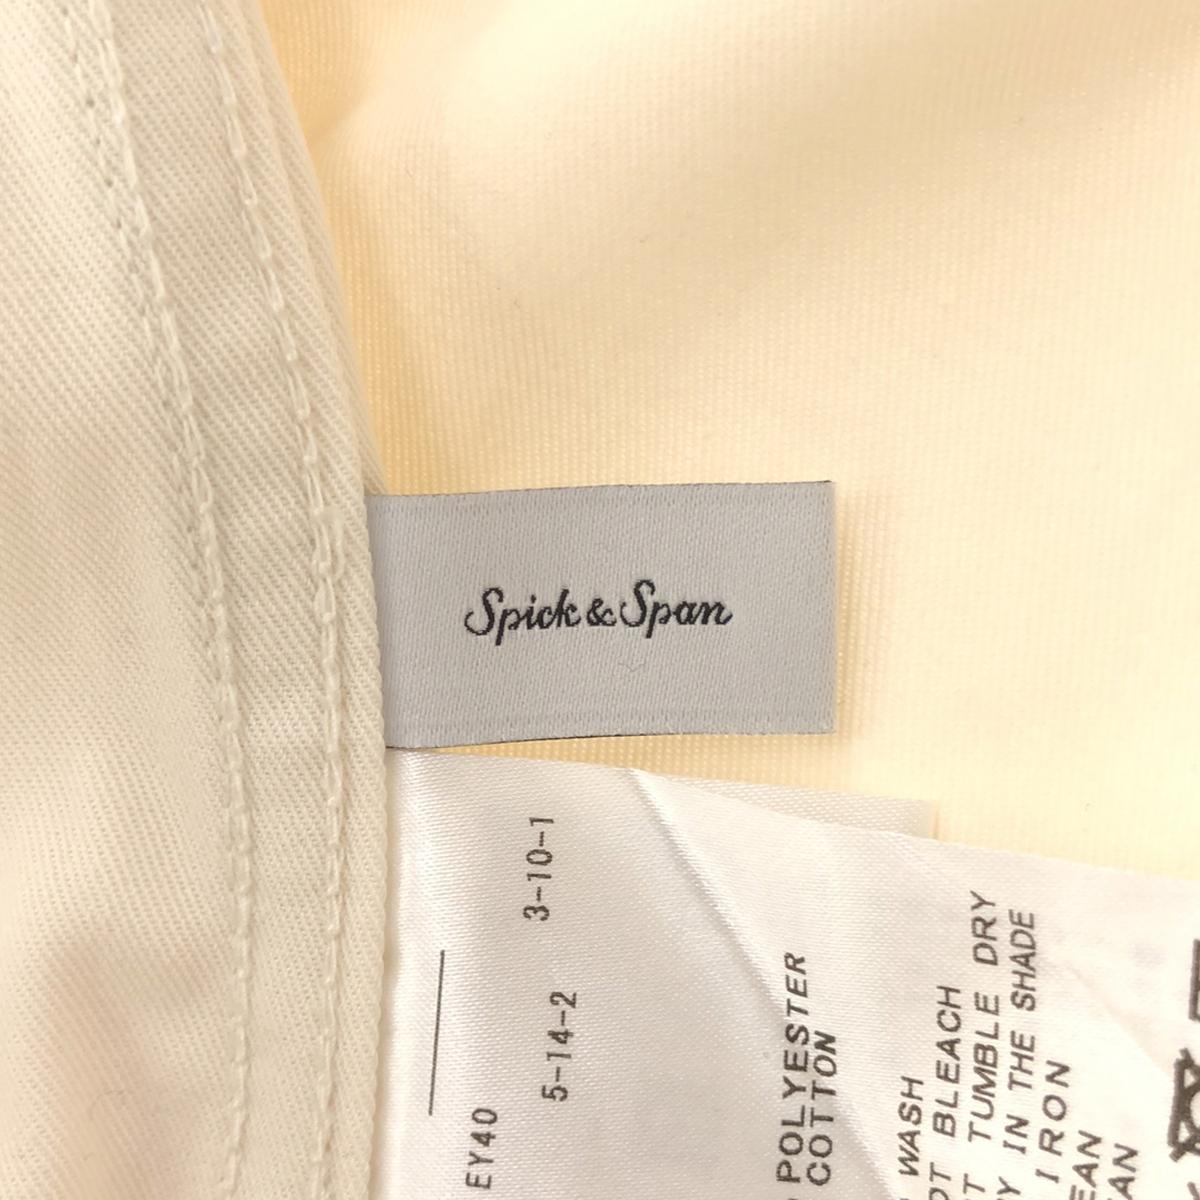 Spick & Span
EY40
5-14-2 3-10-1
POLYESTER
COTTON
WASH
BLEACH
TUMBLE DRY
IN THE SHADE
IRON